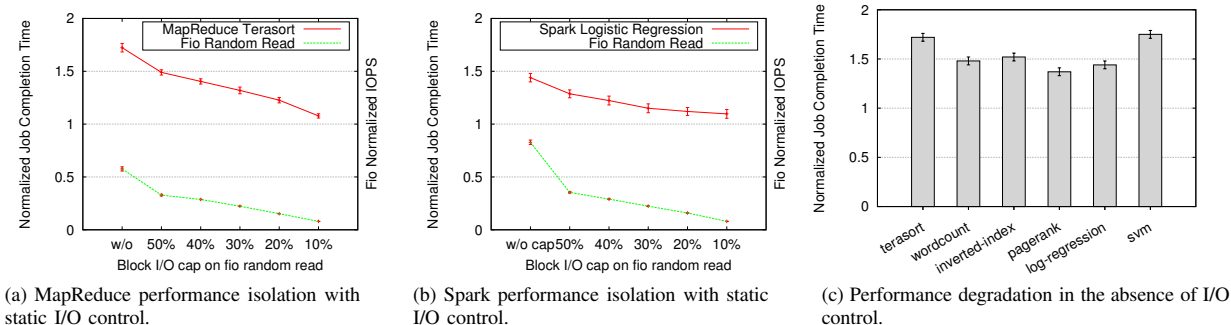 Normalized Job Completion Time
2
1.5
1
0.5
0
MapReduce Terasort
Fio Random Read
w/o 50% 40% 30% 20% 10%
Block I/O cap on fio random read
Fio Normalized IOPS
(a) MapReduce performance isolation with
static I/O control.
Normalized Job Completion Time
2
1.5
1
0.5
0
Spark Logistic Regression
Fio Random Read
w/o cap 50% 40% 30% 20% 10%
Block I/O cap on fio random read
Fio Normalized IOPS
(b) Spark performance isolation with static
I/O control.
Normalized Job Completion Time
2
1.5
1
0.5
0
terasort
wordcount
inverted-index
pagerank
log-regression
svm
(c) Performance degradation in the absence of I/O
control.